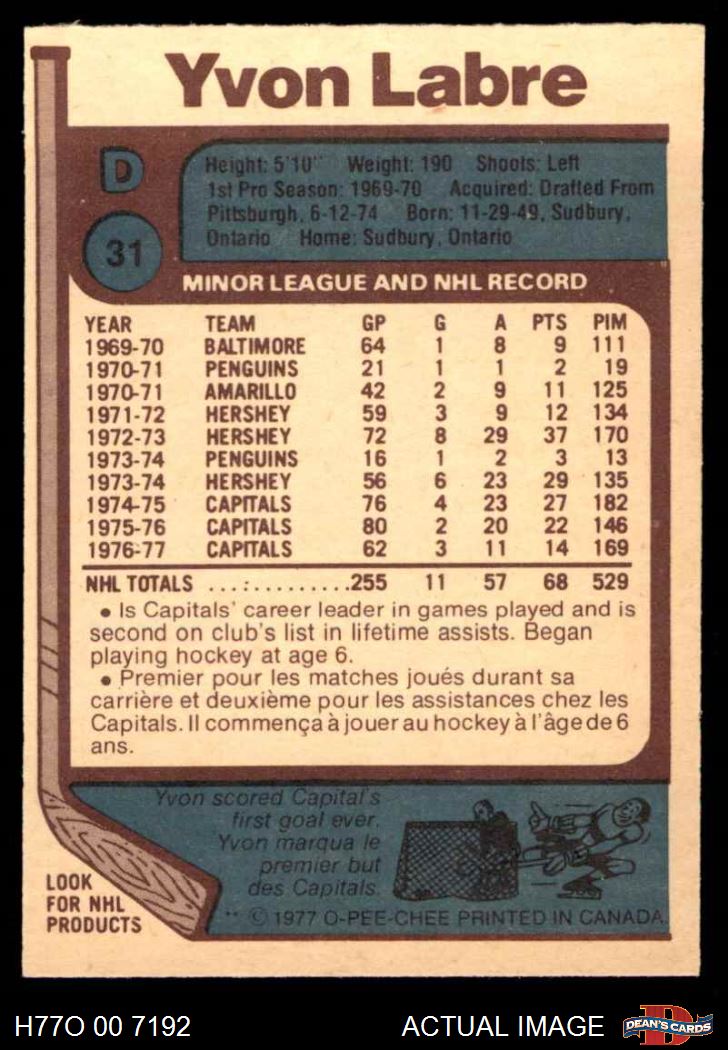 Yvon Labre
D
Height: 5'10" Weight: 190 Shoots: Left
1st Pro Season: 1969-70 Acquired: Drafted From
Pittsburgh, 6-12-74 Born: 11-29-49, Sudbury,
Ontario Home: Sudbury, Ontario
31
MINOR LEAGUE AND NHL RECORD
YEAR TEAM GP G A PTS PIM
1969-70 BALTIMORE 64 1 8 9 111
1970-71 PENGUINS 21 1 1 2 19
1970-71 AMARILLO 42 2 9 11 125
1971-72 HERSHEY 59 3 9 12 134
1972-73 HERSHEY 72 8 29 37 170
1973-74 PENGUINS 16 1 2 3 13
1973-74 HERSHEY 56 6 23 29 135
1974-75 CAPITALS 76 4 23 27 182
1975-76 CAPITALS 80 2 20 22 146
1976-77 CAPITALS 62 3 11 14 169
NHL TOTALS ...:..........255 11 57 68 529
• Is Capitals' career leader in games played and is
second on club's list in lifetime assists. Began
playing hockey at age 6.
• Premier pour les matches joués durant sa
carrière et deuxième pour les assistances chez les
Capitals. Il commença à jouer au hockey à l'âge de 6
ans.
Yvon scored Capital's
first goal ever.
Yvon marqua le
premier but
des Capitals.
LOOK
FOR NHL
PRODUCTS
** © 1977 O-PEE-CHEE PRINTED IN CANADA.
H77O 00 7192 ACTUAL IMAGE
D
DEAN'S CARDS